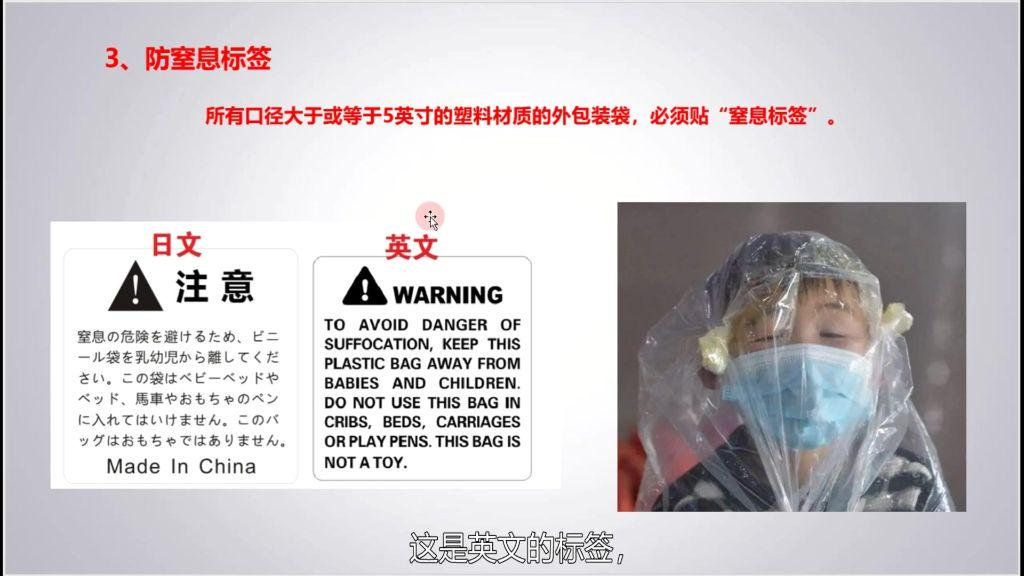 3、防窒息标签
所有口径大于或等于5英寸的塑料材质的外包装袋，必须贴“窒息标签”。
日文
注 意
窒息の危険を避けるため、ビニ
ール袋を乳幼児から離してくだ
さい。この袋はベビーベッドや
ベッド、馬車やおもちゃのペン
に入れてはいけません。このバ
ッグはおもちゃではありません。
Made In China
英文
WARNING
TO AVOID DANGER OF
SUFFOCATION, KEEP THIS
PLASTIC BAG AWAY FROM
BABIES AND CHILDREN.
DO NOT USE THIS BAG IN
CRIBS, BEDS, CARRIAGES
OR PLAY PENS. THIS BAG IS
NOT A TOY.
这是英文的标签，